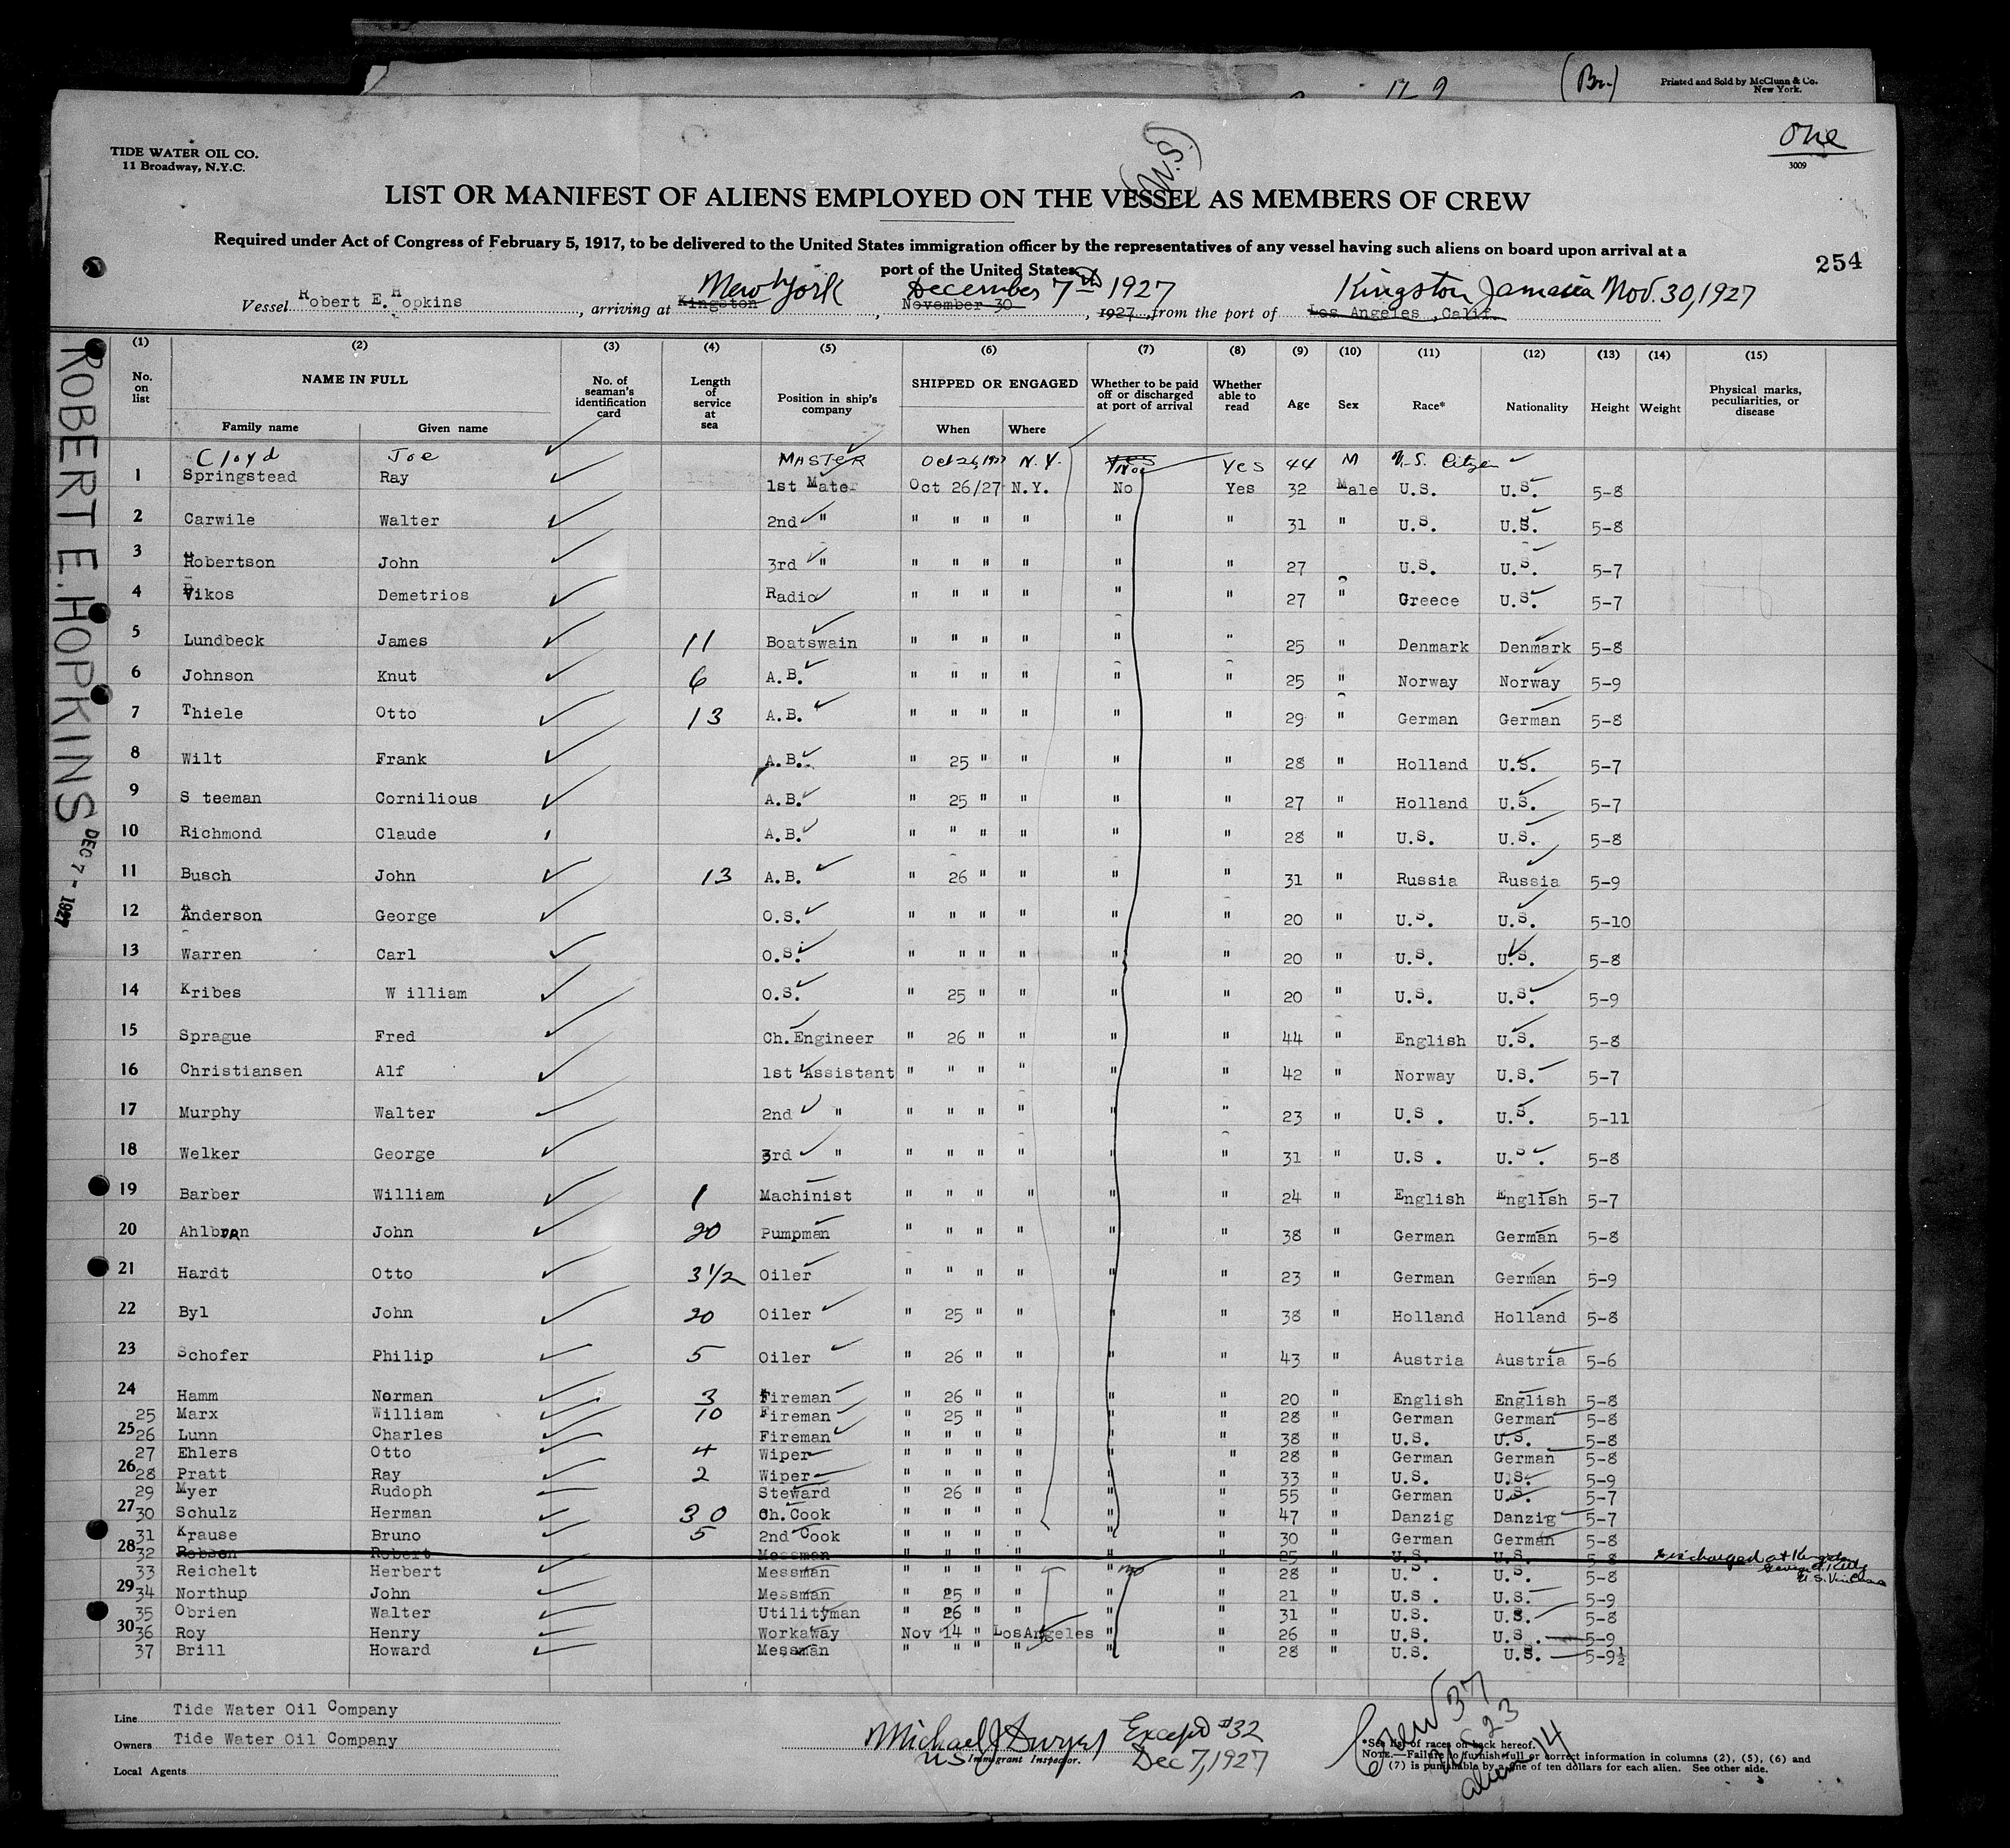 (Br.)
Printed and Sold by McClunn & Co.
New York.
one
3009
TIDE WATER OIL CO.
11 Broadway, N.Y.C.
(U.S.)
LIST OR MANIFEST OF ALIENS EMPLOYED ON THE VESSEL AS MEMBERS OF CREW
Required under Act of Congress of February 5, 1917, to be delivered to the United States immigration officer by the representatives of any vessel having such aliens on board upon arrival at a
port of the United States
254
New York December 7th 1927 Kingston Jamaica Nov. 30, 1927
Vessel Robert E. Hopkins, arriving at Kingston, November 30, 1927, from the port of Los Angeles, Calif.
ROBERT E. HOPKINS
DEC 7 - 1927
(1) (2) (3) (4) (5) (6) (7) (8) (9) (10) (11) (12) (13) (14) (15)
No. on list NAME IN FULL Family name Given name No. of seaman's identification card Length of service at sea Position in ship's company SHIPPED OR ENGAGED When Where Whether to be paid off or discharged at port of arrival Whether able to read Age Sex Race* Nationality Height Weight Physical marks, peculiarities, or disease
Cloyd Joe MASTER Oct 26, 1927 N.Y. Yes No Yes 44 M U.S. Citizen
1 Springstead Ray 1st Mate Oct 26/27 N.Y. No Yes 32 Male U.S. U.S. 5-8
2 Carwile Walter 2nd " " " " " " " 31 " U.S. U.S. 5-8
3 Robertson John 3rd " " " " " " " 27 " U.S. U.S. 5-7
4 Vikos Demetrios Radio " " " " " " 27 " Greece U.S. 5-7
5 Lundbeck James 11 Boatswain " " " " " " 25 " Denmark Denmark 5-8
6 Johnson Knut 6 A.B. " " " " " " 25 " Norway Norway 5-9
7 Thiele Otto 13 A.B. " " " " " " 29 " German German 5-8
8 Wilt Frank A.B. " 25 " " " " 28 " Holland U.S. 5-7
9 S teeman Cornilious A.B. " 25 " " " " 27 " Holland U.S. 5-7
10 Richmond Claude A.B. " " " " " " 28 " U.S. U.S. 5-8
11 Busch John 13 A.B. " 26 " " " " 31 " Russia Russia 5-9
12 Anderson George O.S. " " " " " " 20 " U.S. U.S. 5-10
13 Warren Carl O.S. " " " " " " 20 " U.S. U.S. 5-8
14 Kribes W illiam O.S. " 25 " " " " 20 " U.S. U.S. 5-9
15 Sprague Fred Ch. Engineer " 26 " " " " 44 " English U.S. 5-8
16 Christiansen Alf 1st Assistant " " " " " " 42 " Norway U.S. 5-7
17 Murphy Walter 2nd " " " " " " " 23 " U.S . U.S. 5-11
18 Welker George 3rd " " " " " " " 31 " U.S . U.S. 5-8
19 Barber William 1 Machinist " " " " " " 24 " English English 5-7
20 John 20 Pumpman " " " " " " 38 " German German 5-8
21 Hardt Otto 3 1/2 Oiler " " " " " " 23 " German German 5-9
22 Byl John 20 Oiler " 25 " " " " 38 " Holland Holland 5-8
23 Schofer Philip 5 Oiler " 26 " " " " 43 " Austria Austria 5-6
24 Hamm Norman 3 Fireman " 26 " " " " 20 " English English 5-8
25 Marx William 10 Fireman " 25 " " " " 28 " German German 5-8
25 26 Lunn Charles Fireman " " " " " " 38 " U.S. U.S. 5-8
27 Ehlers Otto 4 Wiper " " " " " " 28 " German German 5-8
26 28 Pratt Ray 2 Wiper " " " " " " 33 " U.S. U.S. 5-9
29 Myer Rudoph Steward " 26 " " " " 55 " German U.S. 5-7
27 30 Schulz Herman 30 Ch. Cook " " " " " " 47 " Danzig Danzig 5-7
31 Krause Bruno 5 2nd Cook " " " " " " 30 " German German 5-8
28 32 Robson Robert Messman " " " " " " 25 " U.S. U.S. 5-8 Discharged at Kingston
33 Reichelt Herbert Messman " " " " no " 28 " U.S. U.S. 5-8
29 34 Northup John Messman " 25 " " " " 21 " U.S . U.S. 5-9
35 Obrien Walter Utilityman " 26 " " " " 31 " U.S. U.S. 5-8
30 36 Roy Henry Workaway Nov 14 " Los Angeles " " 26 " U.S. U.S. 5-9
37 Brill Howard Messman " " " " " " 28 " U.S. U.S. 5-9½
Line Tide Water Oil Company
Owners Tide Water Oil Company
Local Agents
Michael J Dwyer Except #32
US Immigrant Inspector. Dec 7, 1927
Crew 37
U.S 23
alien 14
*See list of races on back hereof.
NOTE.—Failure to furnish full or correct information in columns (2), (5), (6) and
(7) is punishable by a fine of ten dollars for each alien. See other side.